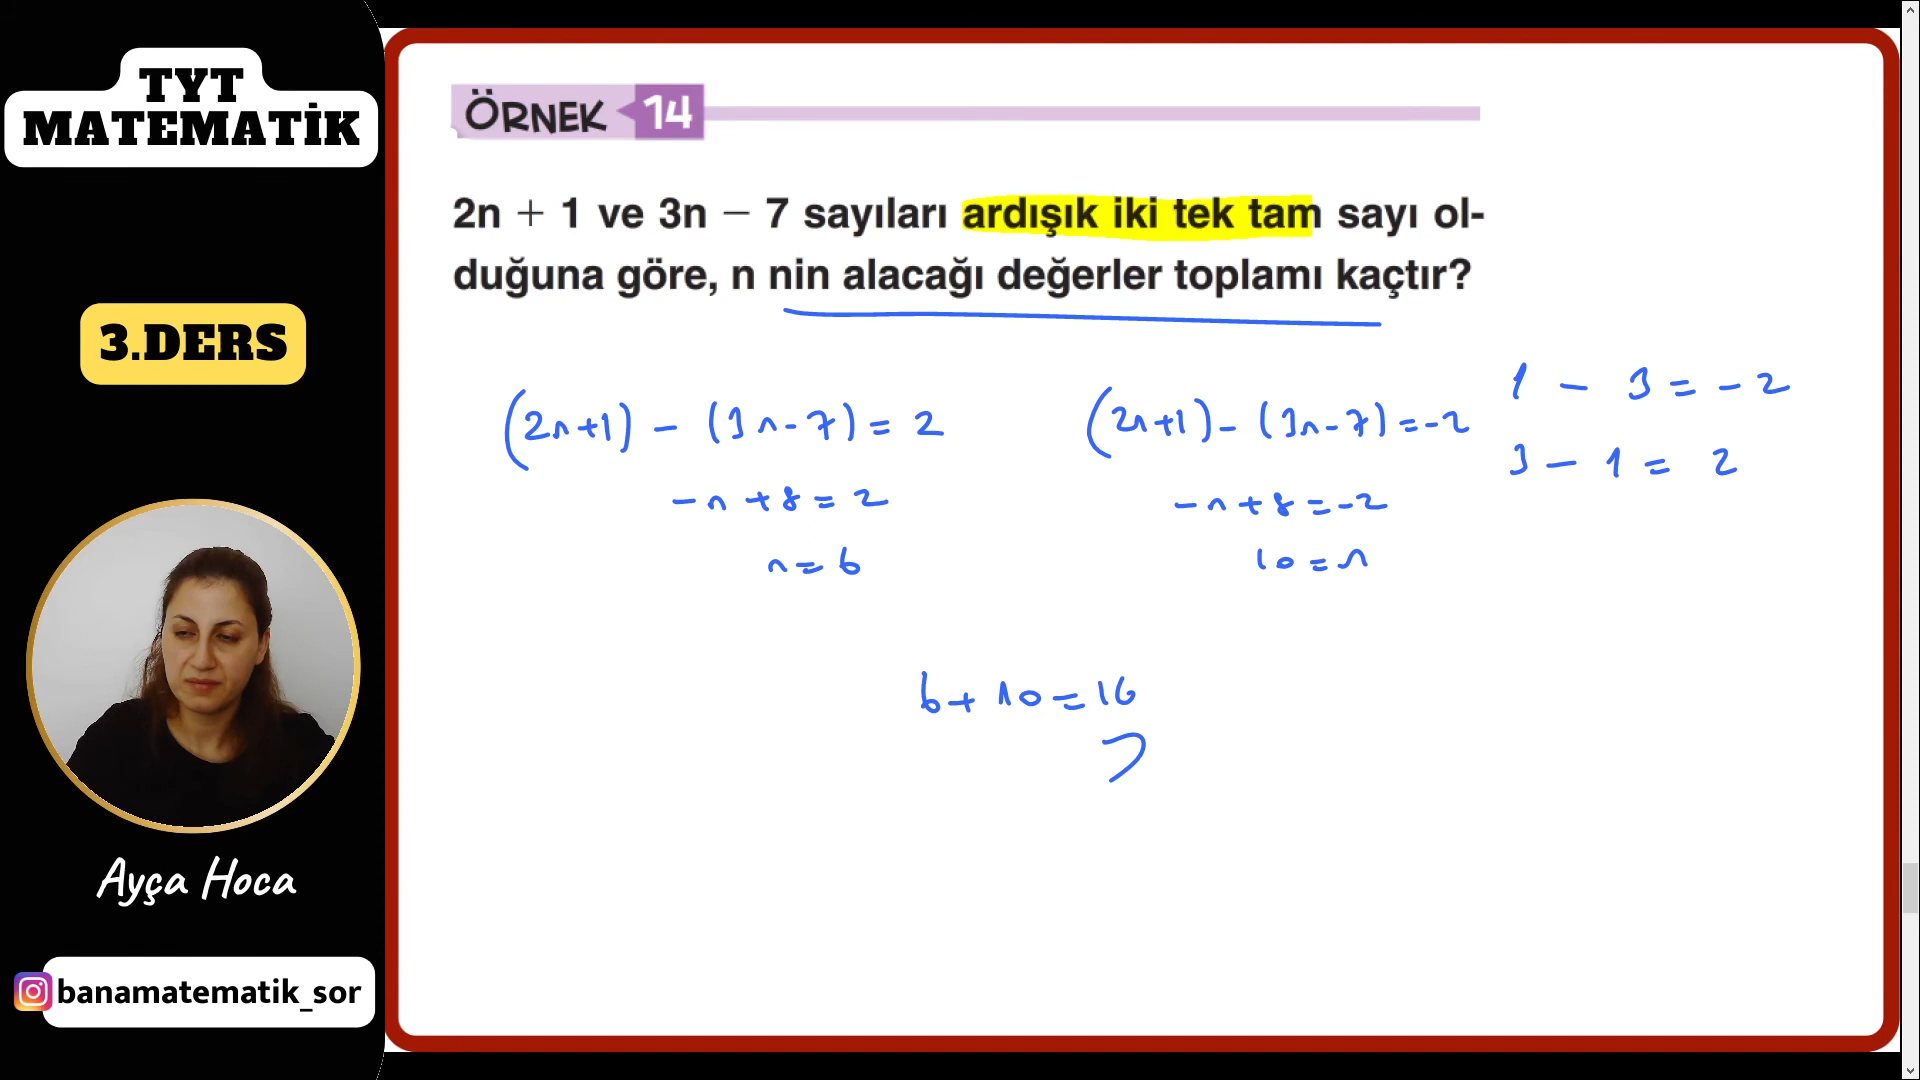 TYT
MATEMATİK
3.DERS
Ayça Hoca
banamatematik_sor
ÖRNEK 14
2n + 1 ve 3n − 7 sayıları ardışık iki tek tam sayı ol-
duğuna göre, n nin alacağı değerler toplamı kaçtır?
(2n+1) − (3n-7) = 2
−n + 8 = 2
n = 6
(2n+1) − (3n-7) = -2
−n + 8 = -2
10 = n
1 − 3 = -2
3 − 1 = 2
6 + 10 = 16